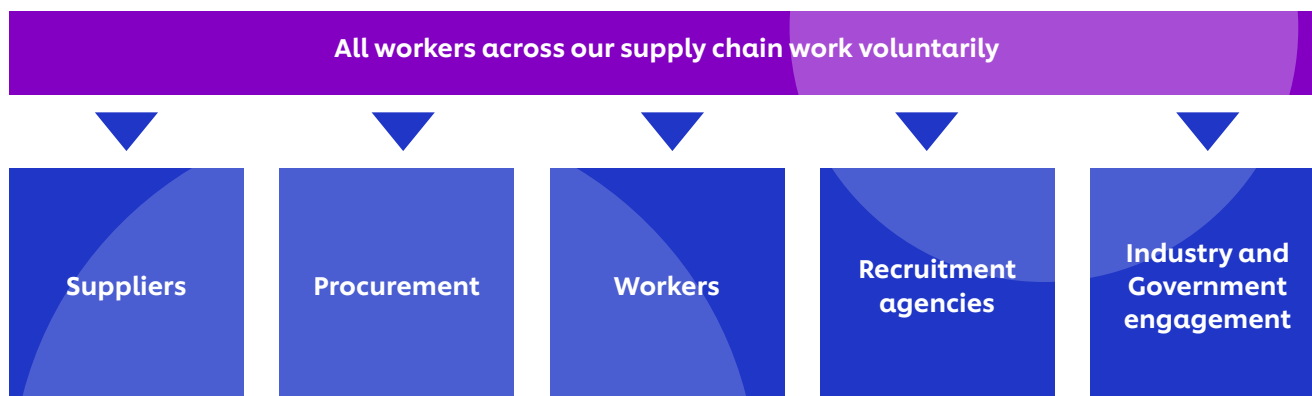 All workers across our supply chain work voluntarily
Suppliers
Procurement
Workers
Recruitment
agencies
Industry and
Government
engagement